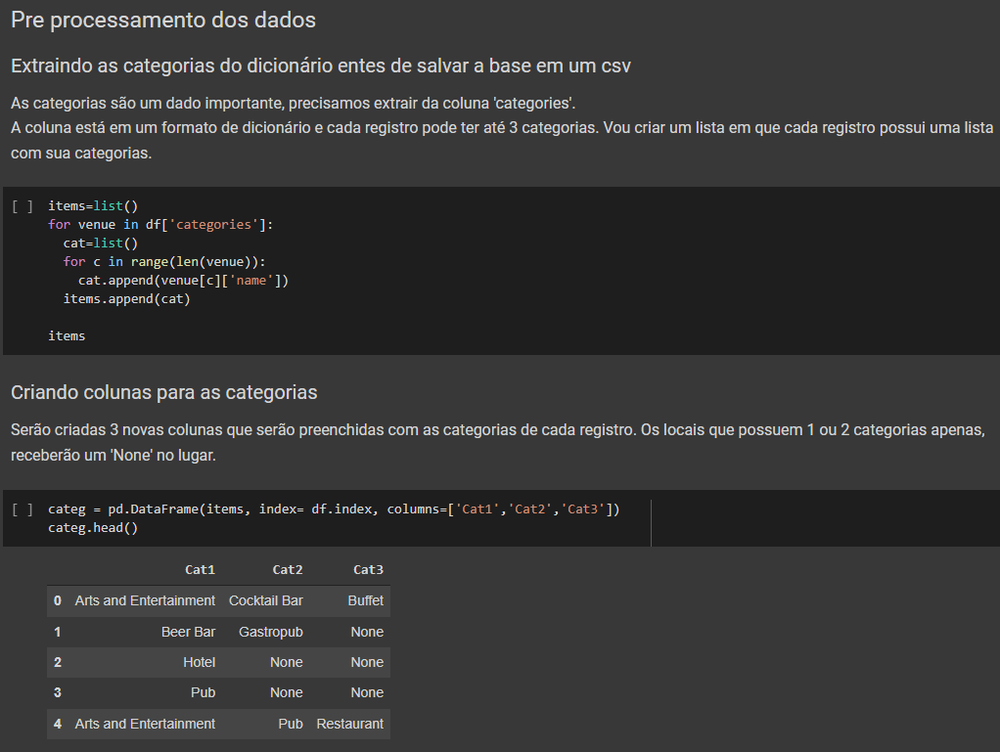 Pre processamento dos dados
Extraindo as categorias do dicionário entes de salvar a base em um csv
As categorias são um dado importante, precisamos extrair da coluna 'categories'.
A coluna está em um formato de dicionário e cada registro pode ter até 3 categorias. Vou criar um lista em que cada registro possui uma lista
com sua categorias.
[ ] items=list()
for venue in df['categories']:
  cat=list()
  for c in range(len(venue)):
    cat.append(venue[c]['name'])
  items.append(cat)
items
Criando colunas para as categorias
Serão criadas 3 novas colunas que serão preenchidas com as categorias de cada registro. Os locais que possuem 1 ou 2 categorias apenas,
receberão um 'None' no lugar.
[ ] categ = pd.DataFrame(items, index= df.index, columns=['Cat1','Cat2','Cat3'])
categ.head()
Cat1 Cat2 Cat3
0 Arts and Entertainment Cocktail Bar Buffet
1 Beer Bar Gastropub None
2 Hotel None None
3 Pub None None
4 Arts and Entertainment Pub Restaurant